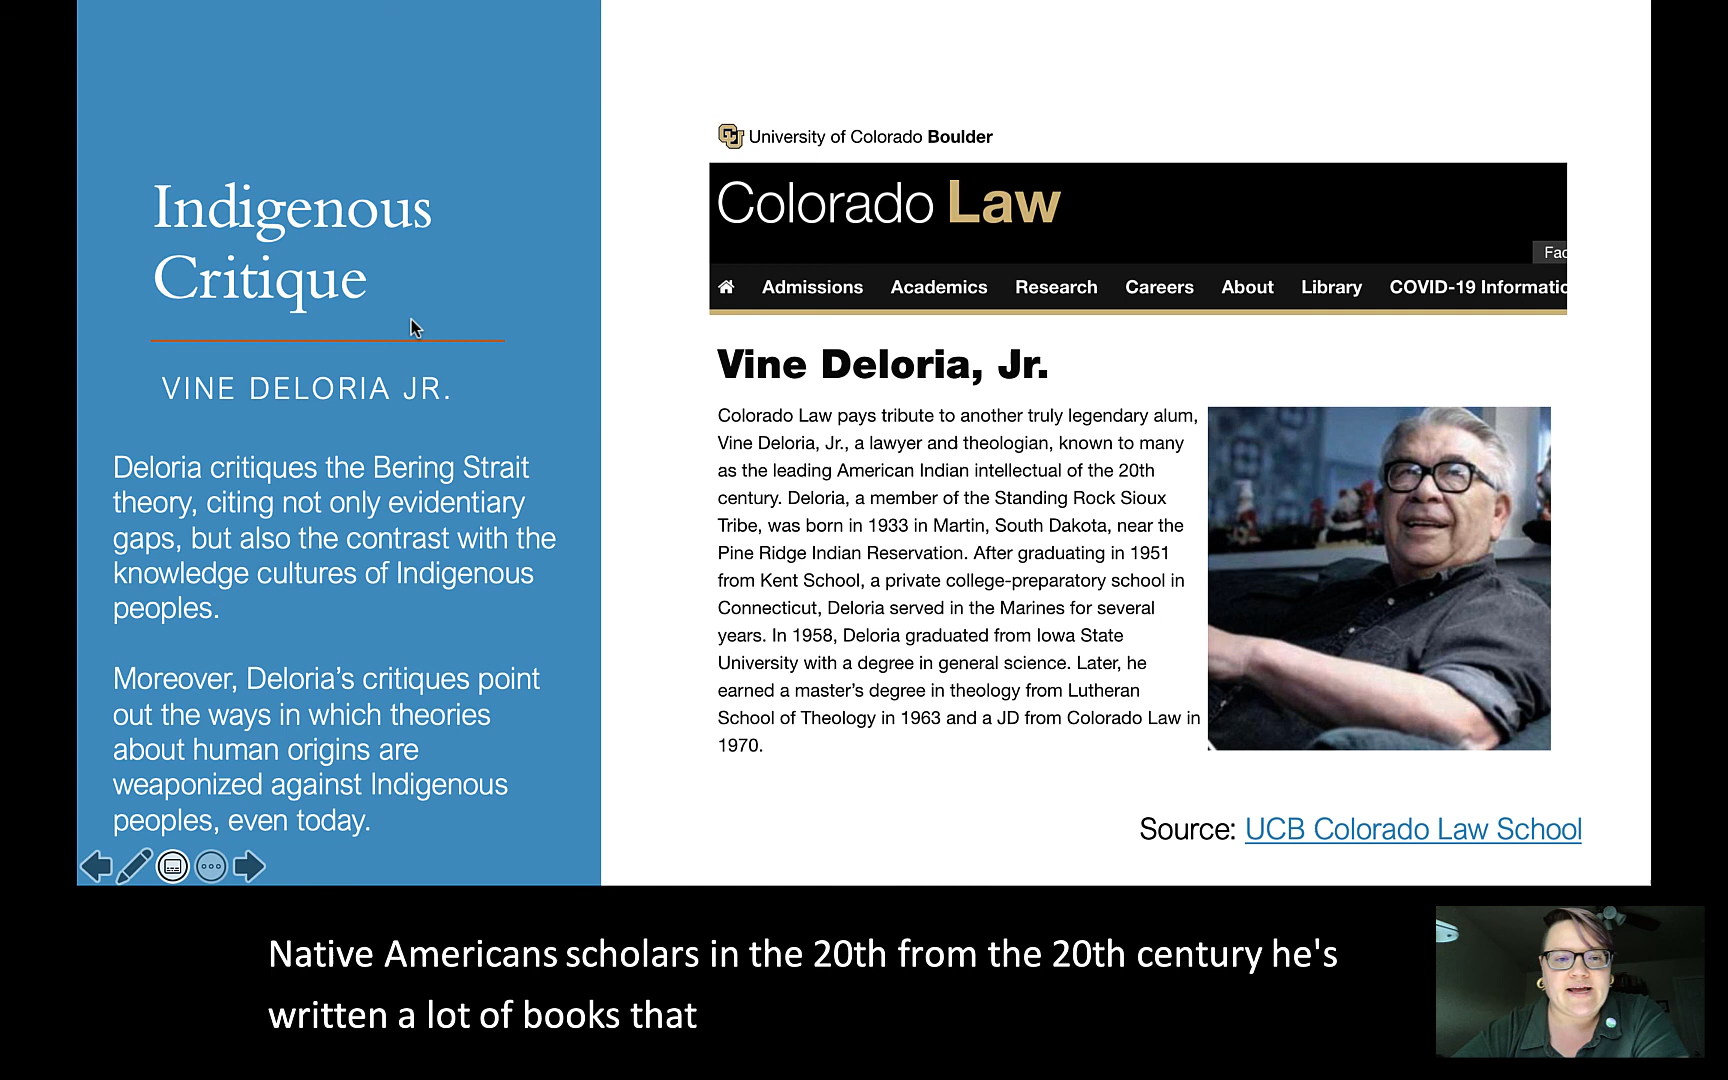 Indigenous
Critique
VINE DELORIA JR.
Deloria critiques the Bering Strait
theory, citing not only evidentiary
gaps, but also the contrast with the
knowledge cultures of Indigenous
peoples.
Moreover, Deloria’s critiques point
out the ways in which theories
about human origins are
weaponized against Indigenous
peoples, even today.
CU University of Colorado Boulder
Colorado Law
Fac
Admissions Academics Research Careers About Library COVID-19 Informatio
Vine Deloria, Jr.
Colorado Law pays tribute to another truly legendary alum,
Vine Deloria, Jr., a lawyer and theologian, known to many
as the leading American Indian intellectual of the 20th
century. Deloria, a member of the Standing Rock Sioux
Tribe, was born in 1933 in Martin, South Dakota, near the
Pine Ridge Indian Reservation. After graduating in 1951
from Kent School, a private college-preparatory school in
Connecticut, Deloria served in the Marines for several
years. In 1958, Deloria graduated from Iowa State
University with a degree in general science. Later, he
earned a master’s degree in theology from Lutheran
School of Theology in 1963 and a JD from Colorado Law in
1970.
Source: UCB Colorado Law School
Native Americans scholars in the 20th from the 20th century he's
written a lot of books that